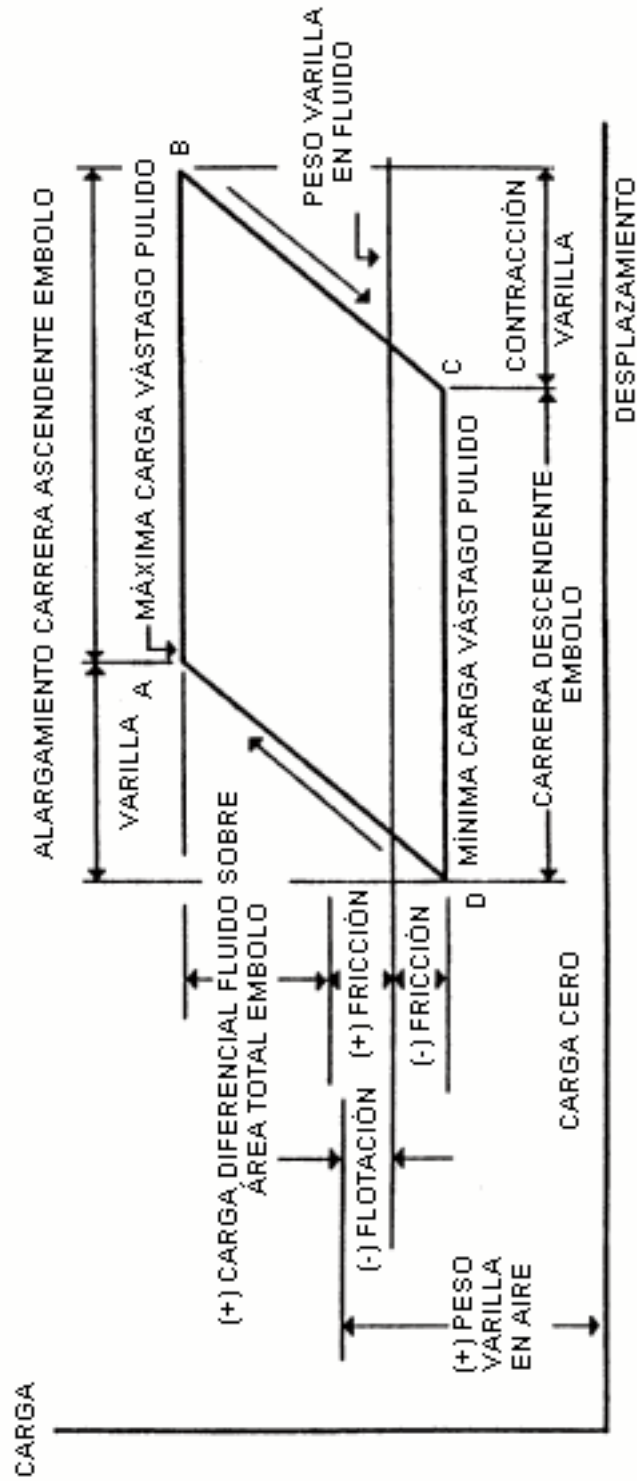 CARGA
ALARGAMIENTO CARRERA ASCENDENTE EMBOLO
VARILLA
A
MÁXIMA CARGA VÁSTAGO PULIDO
B
(+) CARGA DIFERENCIAL FLUIDO SOBRE
ÁREA TOTAL EMBOLO
PESO VARILLA
EN FLUIDO
(-) FLOTACIÓN
(+) FRICCIÓN
(-) FRICCIÓN
D
MÍNIMA CARGA VÁSTAGO PULIDO
C
(+) PESO
VARILLA
EN AIRE
CARGA CERO
CARRERA DESCENDENTE
EMBOLO
CONTRACCIÓN
VARILLA
DESPLAZAMIENTO